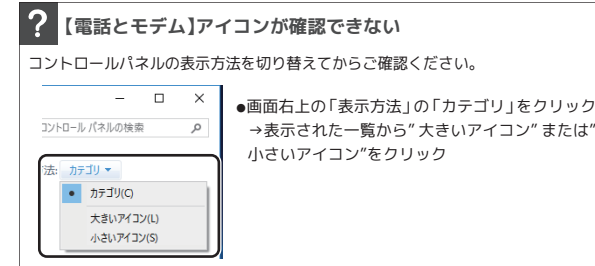 ? 【電話とモデム】アイコンが確認できない
コントロールパネルの表示方法を切り替えてからご確認ください。
コントロール パネルの検索
法: カテゴリ
カテゴリ(C)
大きいアイコン(L)
小さいアイコン(S)
●画面右上の「表示方法」の「カテゴリ」をクリック
→表示された一覧から”大きいアイコン” または”
小さいアイコン”をクリック